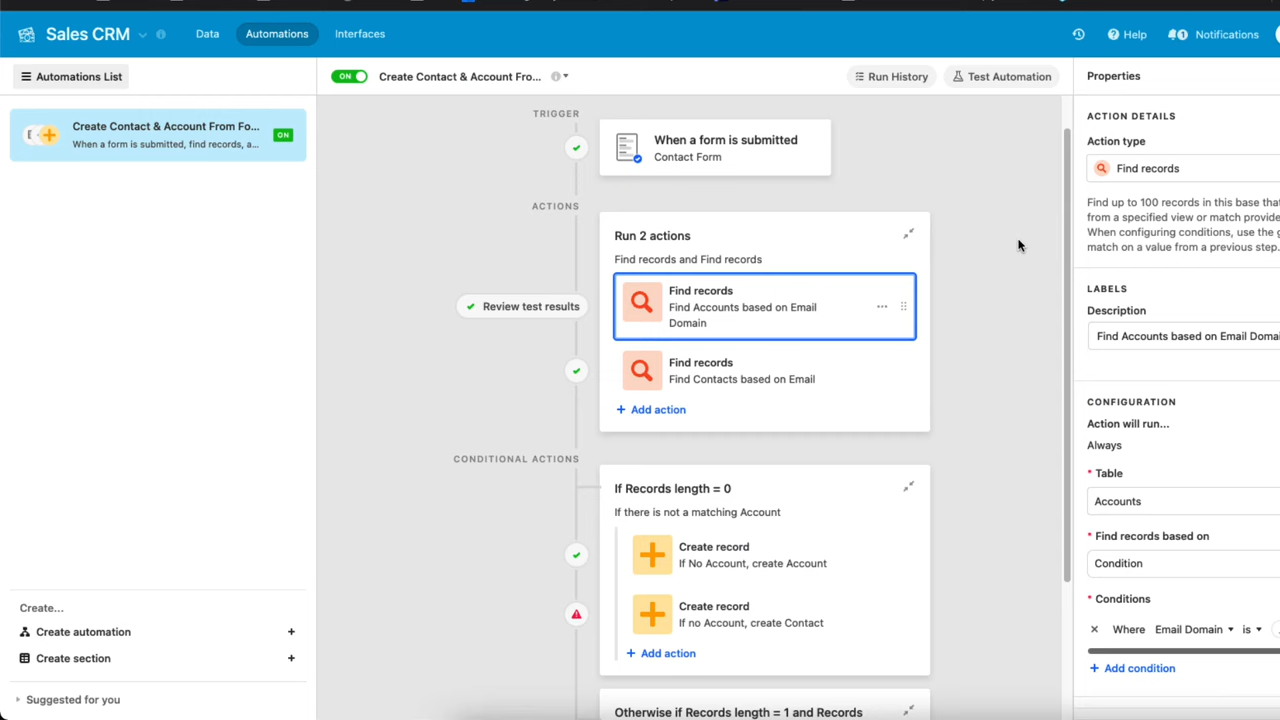 Sales CRM
Data
Automations
Interfaces
Help
1
Notifications
Automations List
ON
Create Contact & Account Fro...
Run History
Test Automation
Properties
Create Contact & Account From Fo...
When a form is submitted, find records, a...
ON
TRIGGER
When a form is submitted
Contact Form
ACTIONS
Run 2 actions
Find records and Find records
Review test results
Find records
Find Accounts based on Email
Domain
Find records
Find Contacts based on Email
+ Add action
CONDITIONAL ACTIONS
If Records length = 0
If there is not a matching Account
Create record
If No Account, create Account
Create record
If no Account, create Contact
+ Add action
Otherwise if Records length = 1 and Records
Create...
Create automation +
Create section +
Suggested for you
ACTION DETAILS
Action type
Find records
Find up to 100 records in this base that
from a specified view or match provide
When configuring conditions, use the g
match on a value from a previous step.
LABELS
Description
Find Accounts based on Email Domai
CONFIGURATION
Action will run...
Always
* Table
Accounts
* Find records based on
Condition
* Conditions
Where Email Domain is
+ Add condition